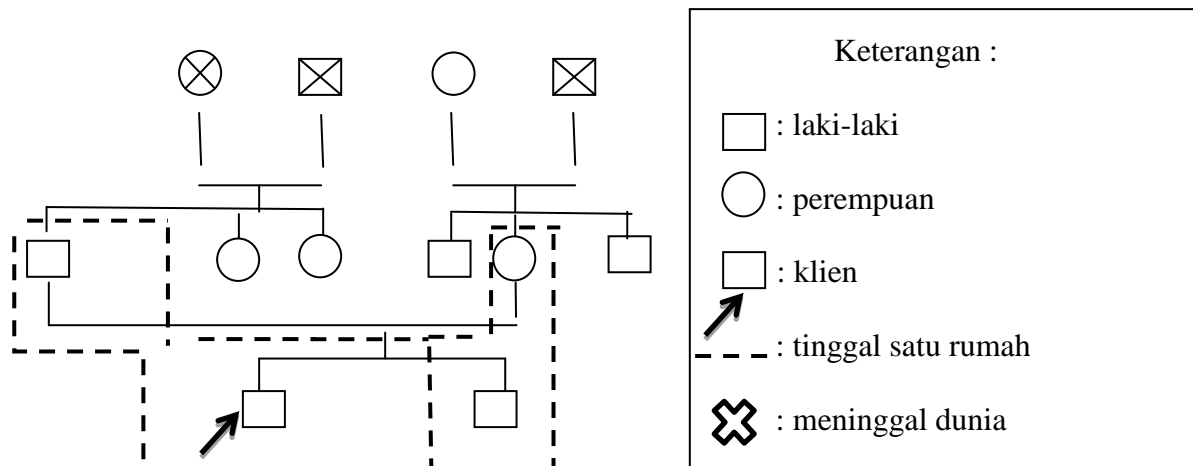 Keterangan :
: laki-laki
: perempuan
: klien
: tinggal satu rumah
: meninggal dunia